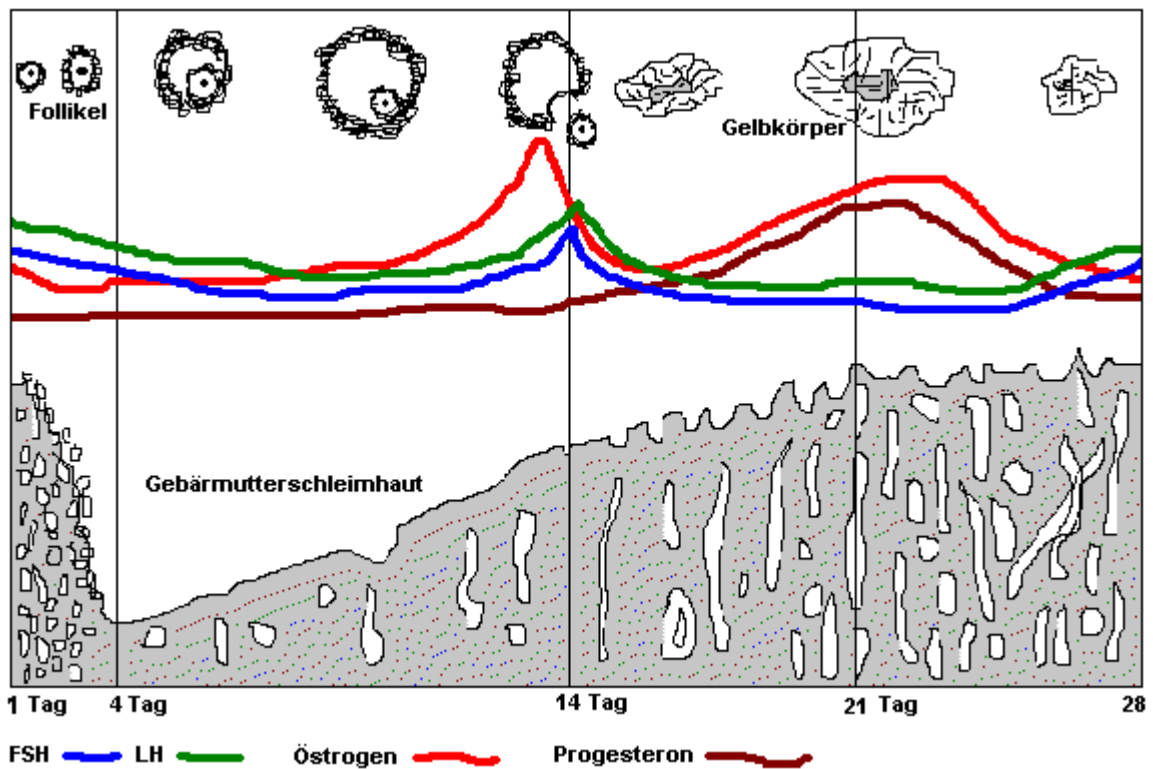 Follikel
Gelbkörper
Gebärmutterschleimhaut
1 Tag 4 Tag 14 Tag 21 Tag 28
FSH LH Östrogen Progesteron